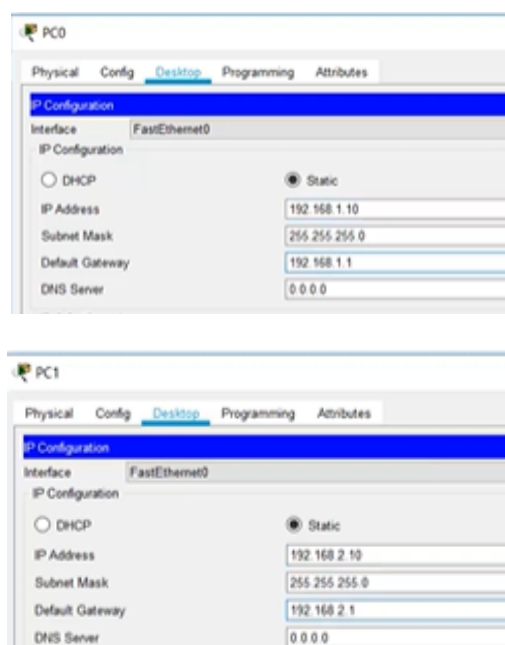 PC0
Physical Config Desktop Programming Attributes
IP Configuration
Interface FastEthernet0
IP Configuration
DHCP Static
IP Address 192.168.1.10
Subnet Mask 255.255.255.0
Default Gateway 192.168.1.1
DNS Server 0.0.0.0
PC1
Physical Config Desktop Programming Attributes
IP Configuration
Interface FastEthernet0
IP Configuration
DHCP Static
IP Address 192.168.2.10
Subnet Mask 255.255.255.0
Default Gateway 192.168.2.1
DNS Server 0.0.0.0